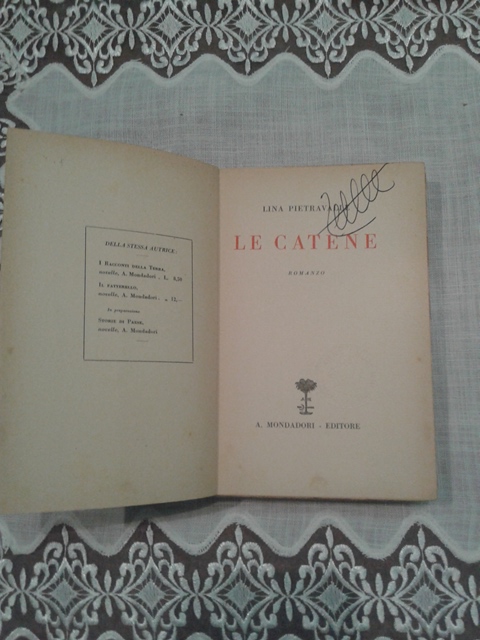 DELLA STESSA AUTRICE:
I Racconti della Terra,
novelle, A. Mondadori . L. 8,50
Il fatterello,
novelle, A. Mondadori . „ 12,—
In preparazione:
Storie di Paese,
novelle, A. Mondadori
LINA PIETRAVALLE
LE CATENE
ROMANZO
A. MONDADORI - EDITORE